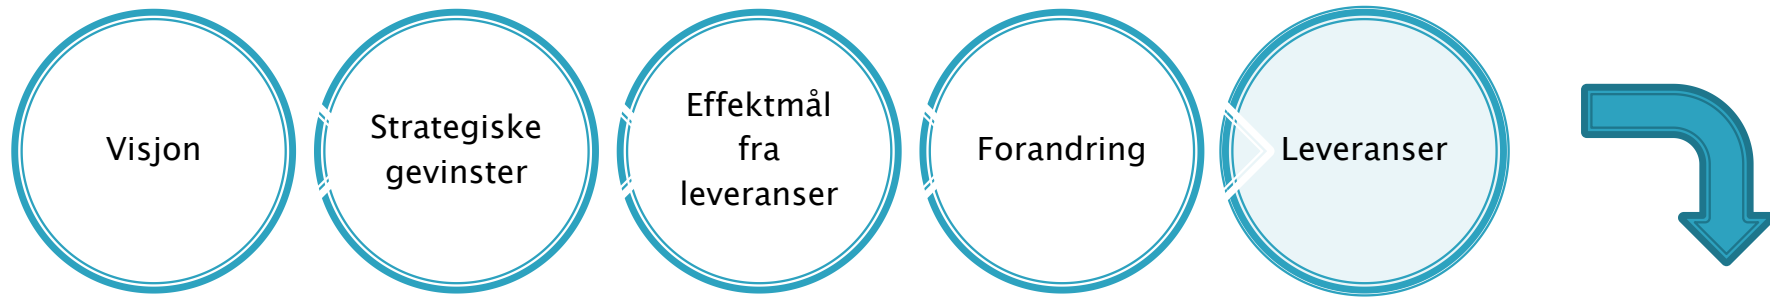 Visjon
Strategiske
gevinster
Effektmål
fra
leveranser
Forandring
Leveranser